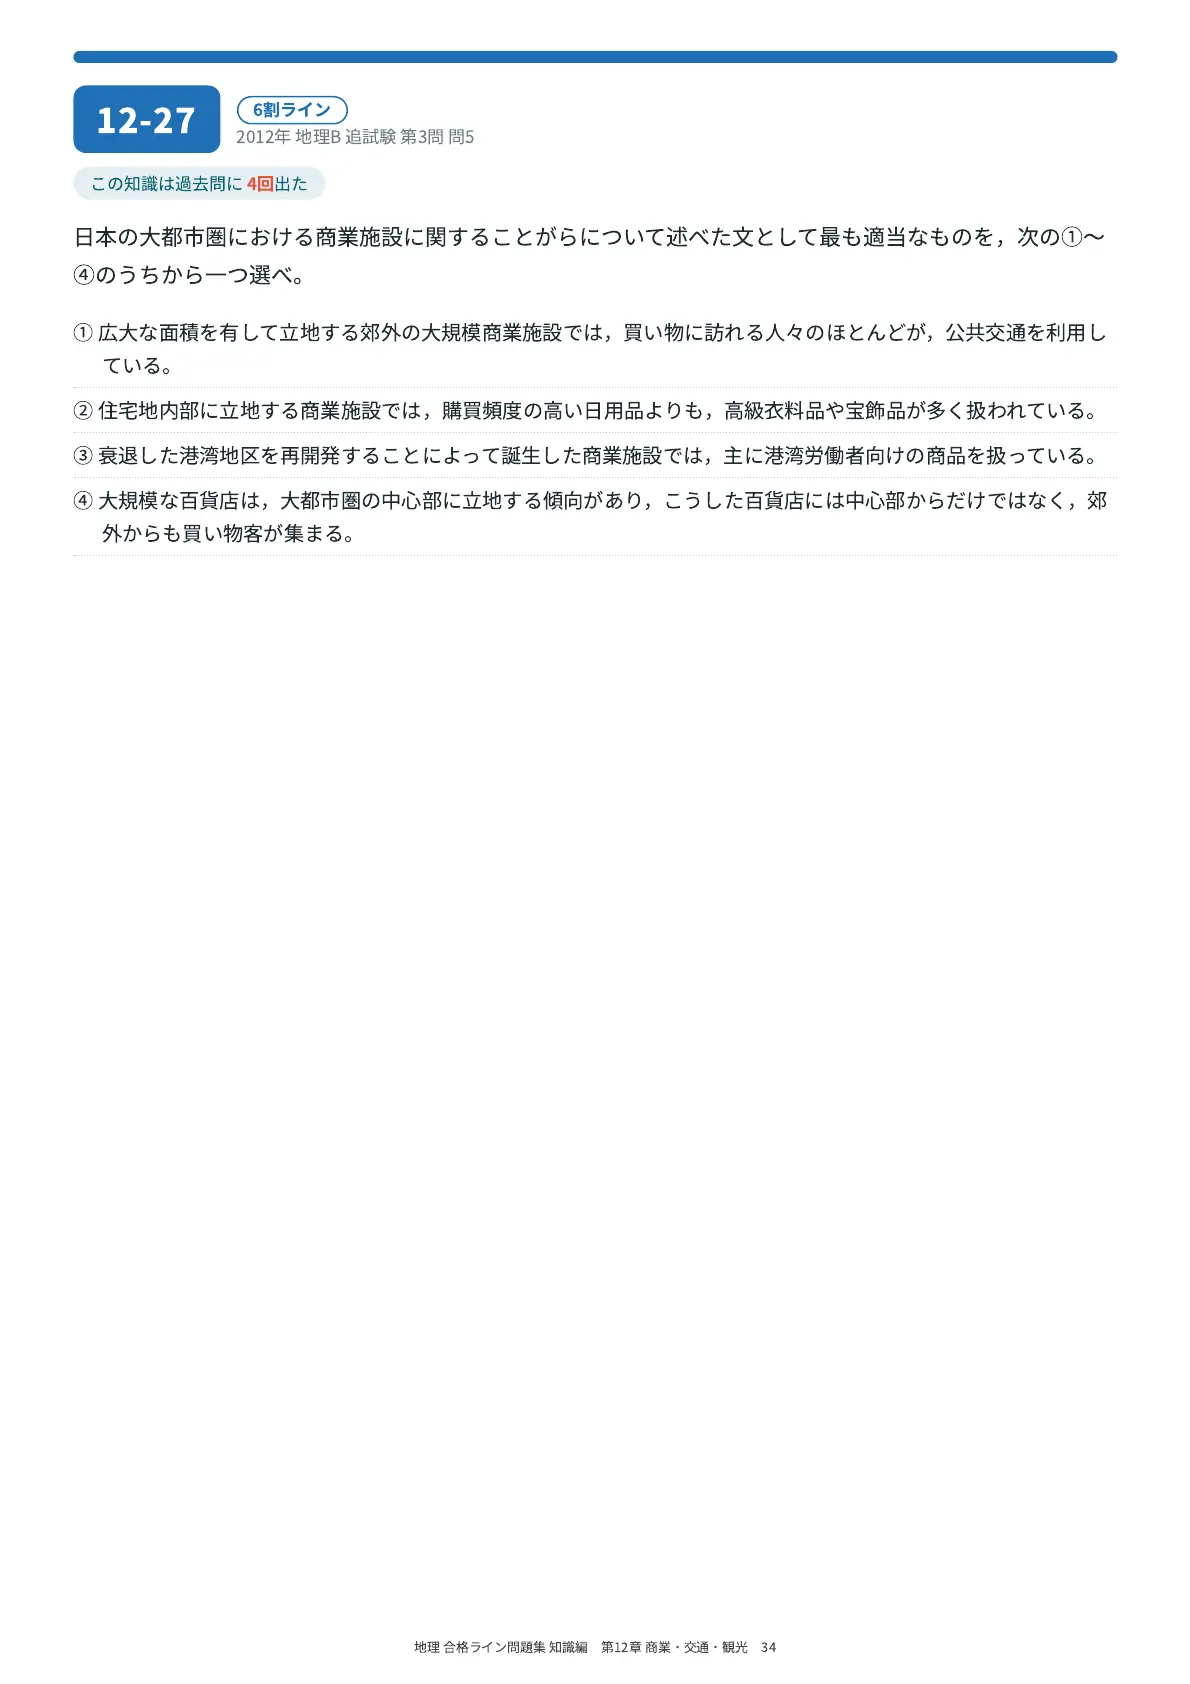 12-27
6割ライン
2012年 地理B 追試験 第3問 問5
この知識は過去問に 4回出た
日本の大都市圏における商業施設に関することがらについて述べた文として最も適当なものを，次の①～
④のうちから一つ選べ。
① 広大な面積を有して立地する郊外の大規模商業施設では，買い物に訪れる人々のほとんどが，公共交通を利用し
ている。
② 住宅地内部に立地する商業施設では，購買頻度の高い日用品よりも，高級衣料品や宝飾品が多く扱われている。
③ 衰退した港湾地区を再開発することによって誕生した商業施設では，主に港湾労働者向けの商品を扱っている。
④ 大規模な百貨店は，大都市圏の中心部に立地する傾向があり，こうした百貨店には中心部からだけではなく，郊
外からも買い物客が集まる。
地理 合格ライン問題集 知識編　第12章 商業・交通・観光　34